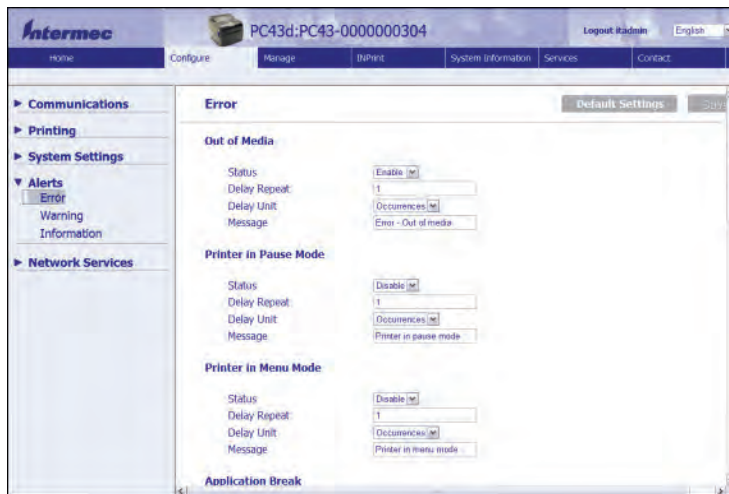 Intermec
PC43d:PC43-0000000304
Logout itadmin
English
Home
Configure
Manage
INPrint
System Information
Services
Contact
Communications
Printing
System Settings
Alerts
Error
Warning
Information
Network Services
Error
Default Settings
Save
Out of Media
Status
Enable
Delay Repeat
1
Delay Unit
Occurrences
Message
Error - Out of media
Printer in Pause Mode
Status
Disable
Delay Repeat
1
Delay Unit
Occurrences
Message
Printer in pause mode
Printer in Menu Mode
Status
Disable
Delay Repeat
1
Delay Unit
Occurrences
Message
Printer in menu mode
Application Break